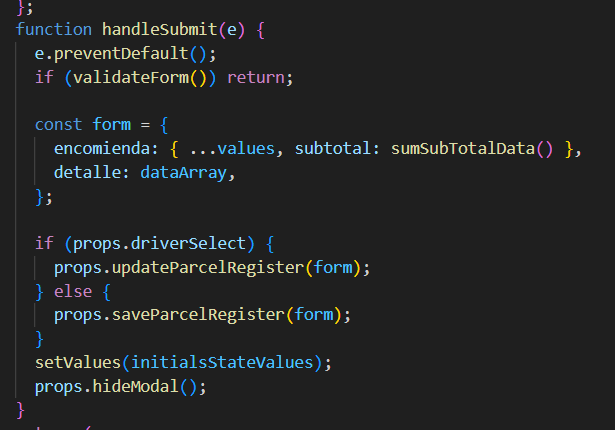 };
function handleSubmit(e) {
e.preventDefault();
if (validateForm()) return;
const form = {
encomienda: { ...values, subtotal: sumSubTotalData() },
detalle: dataArray,
};
if (props.driverSelect) {
props.updateParcelRegister(form);
} else {
props.saveParcelRegister(form);
}
setValues(initialsStateValues);
props.hideModal();
}